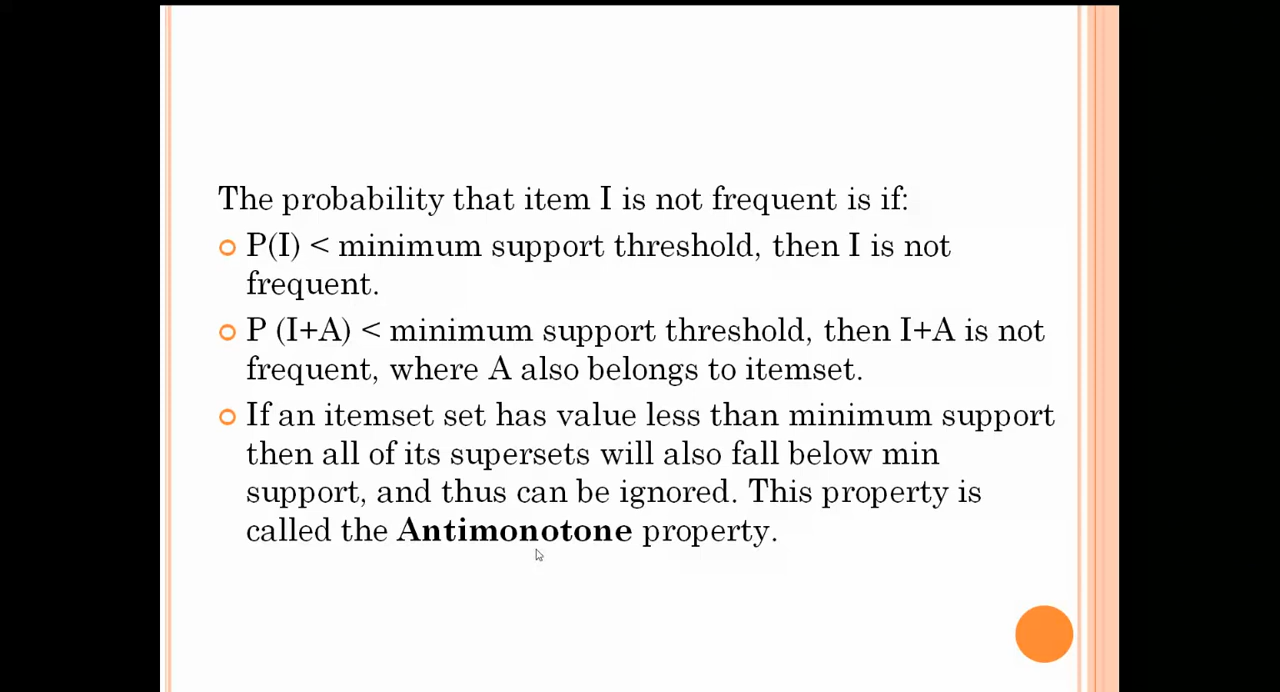 The probability that item I is not frequent is if:
P(I) < minimum support threshold, then I is not
frequent.
P (I+A) < minimum support threshold, then I+A is not
frequent, where A also belongs to itemset.
If an itemset set has value less than minimum support
then all of its supersets will also fall below min
support, and thus can be ignored. This property is
called the Antimonotone property.